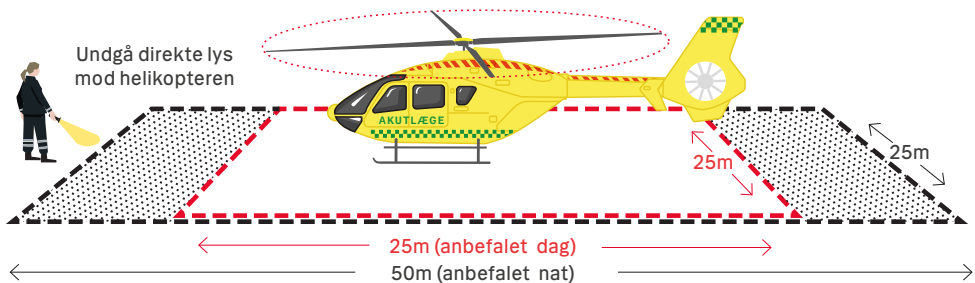 Undgå direkte lys
mod helikopteren
AKUTLÆGE
25m
25m
25m (anbefalet dag)
50m (anbefalet nat)